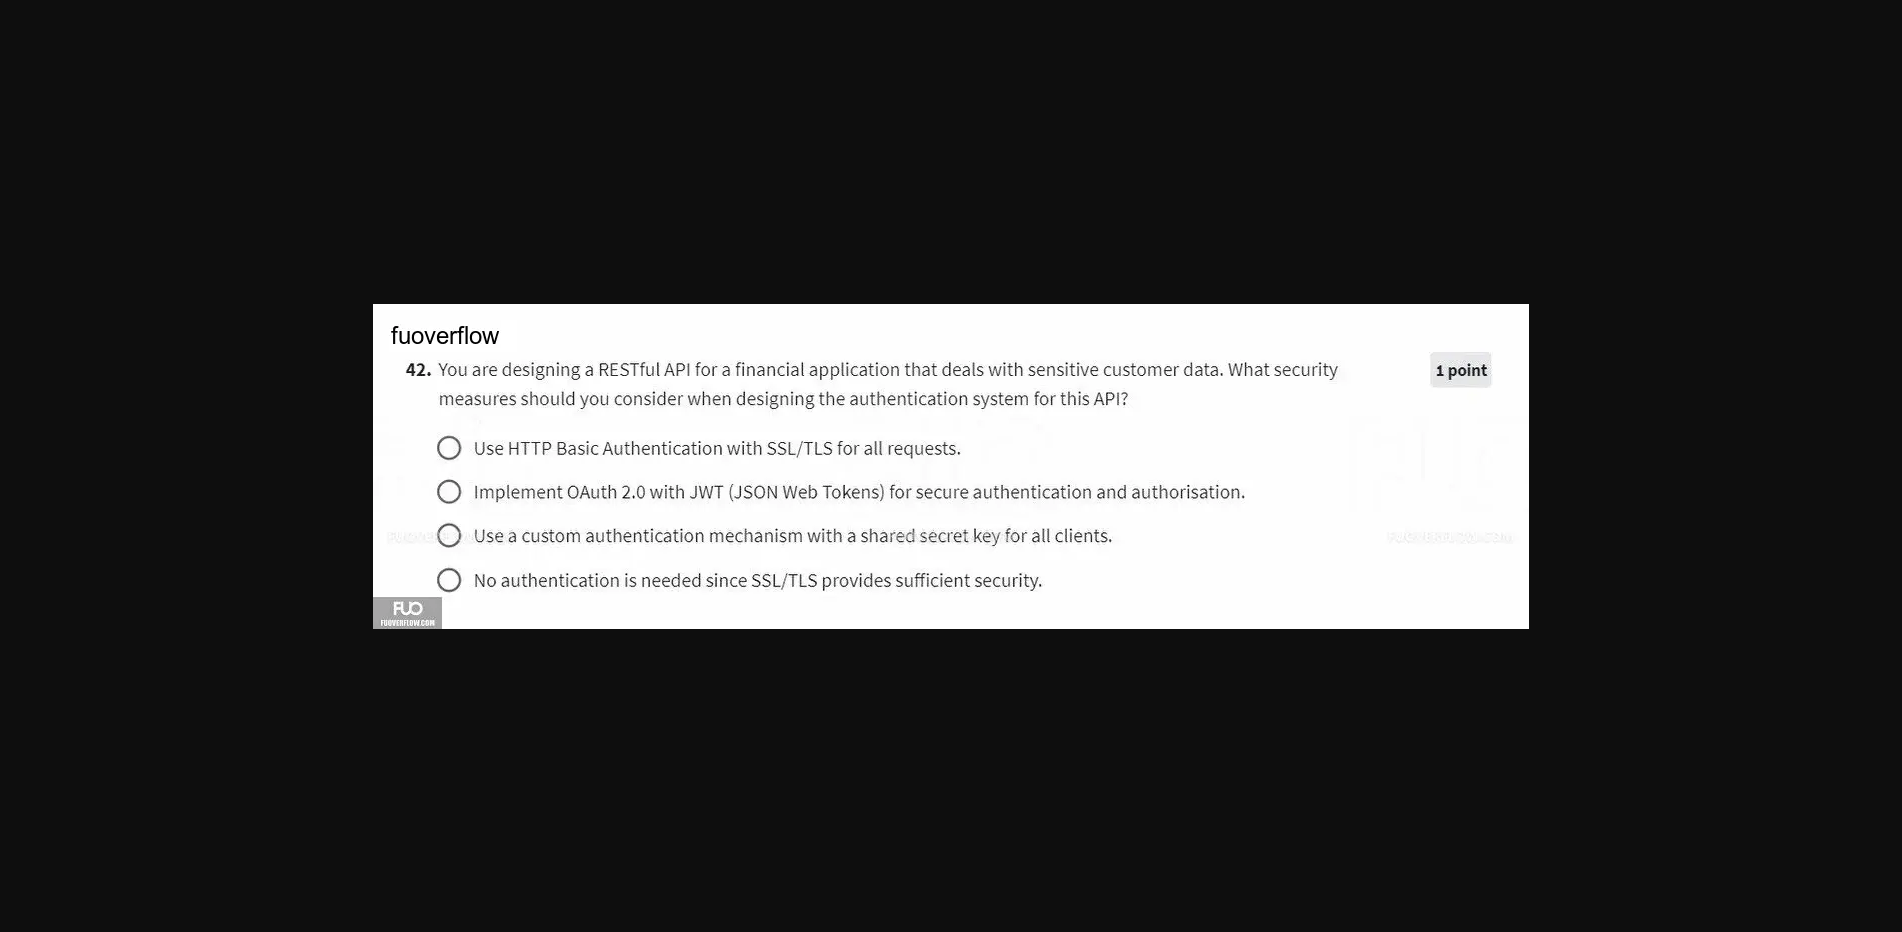 fuoverflow
42. You are designing a RESTful API for a financial application that deals with sensitive customer data. What security
1 point
measures should you consider when designing the authentication system for this API?
Use HTTP Basic Authentication with SSL/TLS for all requests.
Implement OAuth 2.0 with JWT (JSON Web Tokens) for secure authentication and authorisation.
Use a custom authentication mechanism with a shared secret key for all clients.
FUOVERFLOW.COM
No authentication is needed since SSL/TLS provides sufficient security.
FUO
FUOVERFLOW.COM